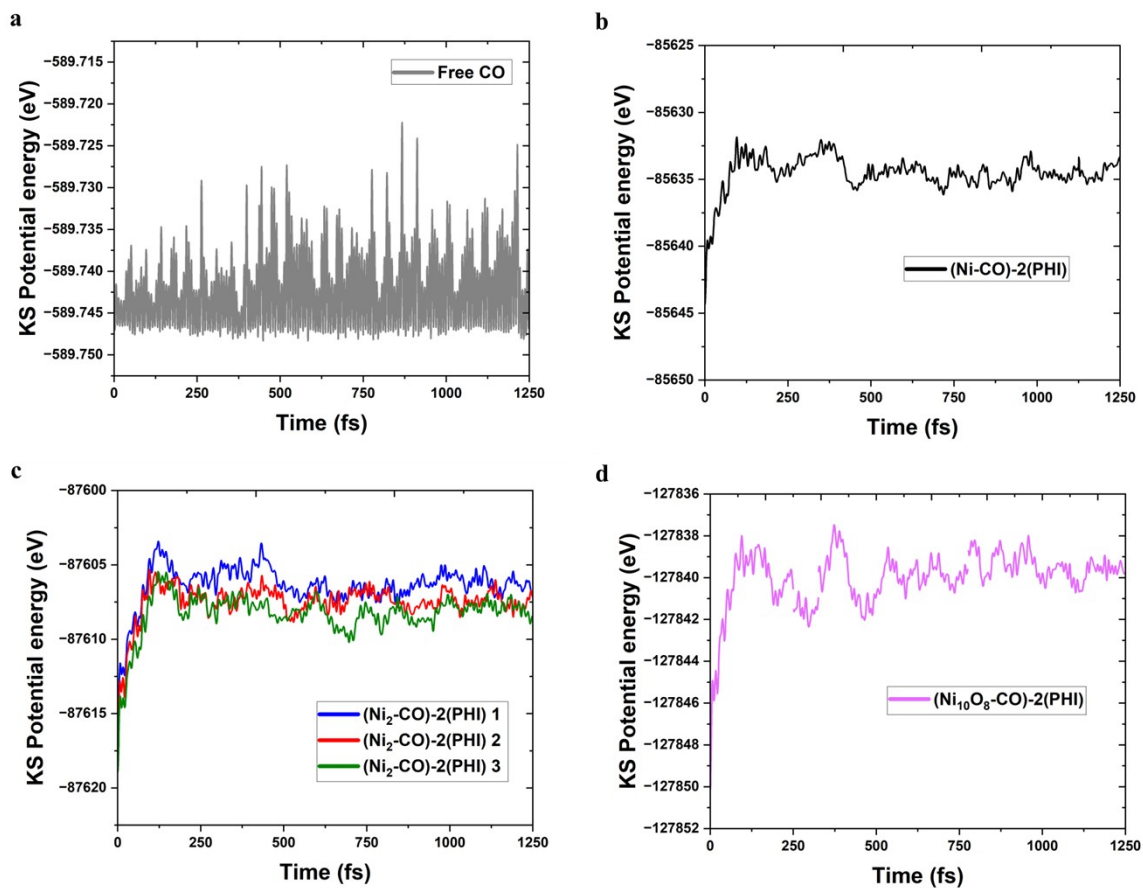 a
−589.715
−589.720
−589.725
−589.730
−589.735
−589.740
−589.745
−589.750
KS Potential energy (eV)
Free CO
0 250 500 750 1000 1250
Time (fs)
b
−85625
−85630
−85635
−85640
−85645
−85650
KS Potential energy (eV)
(Ni-CO)-2(PHI)
0 250 500 750 1000 1250
Time (fs)
c
−87600
−87605
−87610
−87615
−87620
KS Potential energy (eV)
(Ni₂-CO)-2(PHI) 1
(Ni₂-CO)-2(PHI) 2
(Ni₂-CO)-2(PHI) 3
0 250 500 750 1000 1250
Time (fs)
d
−127836
−127838
−127840
−127842
−127844
−127846
−127848
−127850
−127852
KS Potential energy (eV)
(Ni₁₀O₈-CO)-2(PHI)
0 250 500 750 1000 1250
Time (fs)